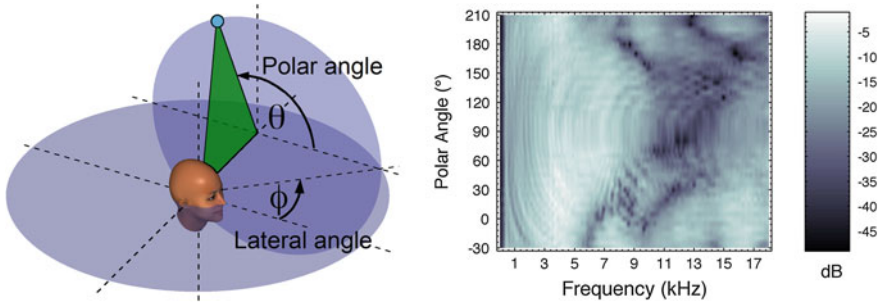 Polar angle
θ
ϕ
Lateral angle
Polar Angle (°)
210
180
150
120
90
60
30
0
-30
1 3 5 7 9 11 13 15 17
Frequency (kHz)
-5
-10
-15
-20
-25
-30
-35
-40
-45
dB